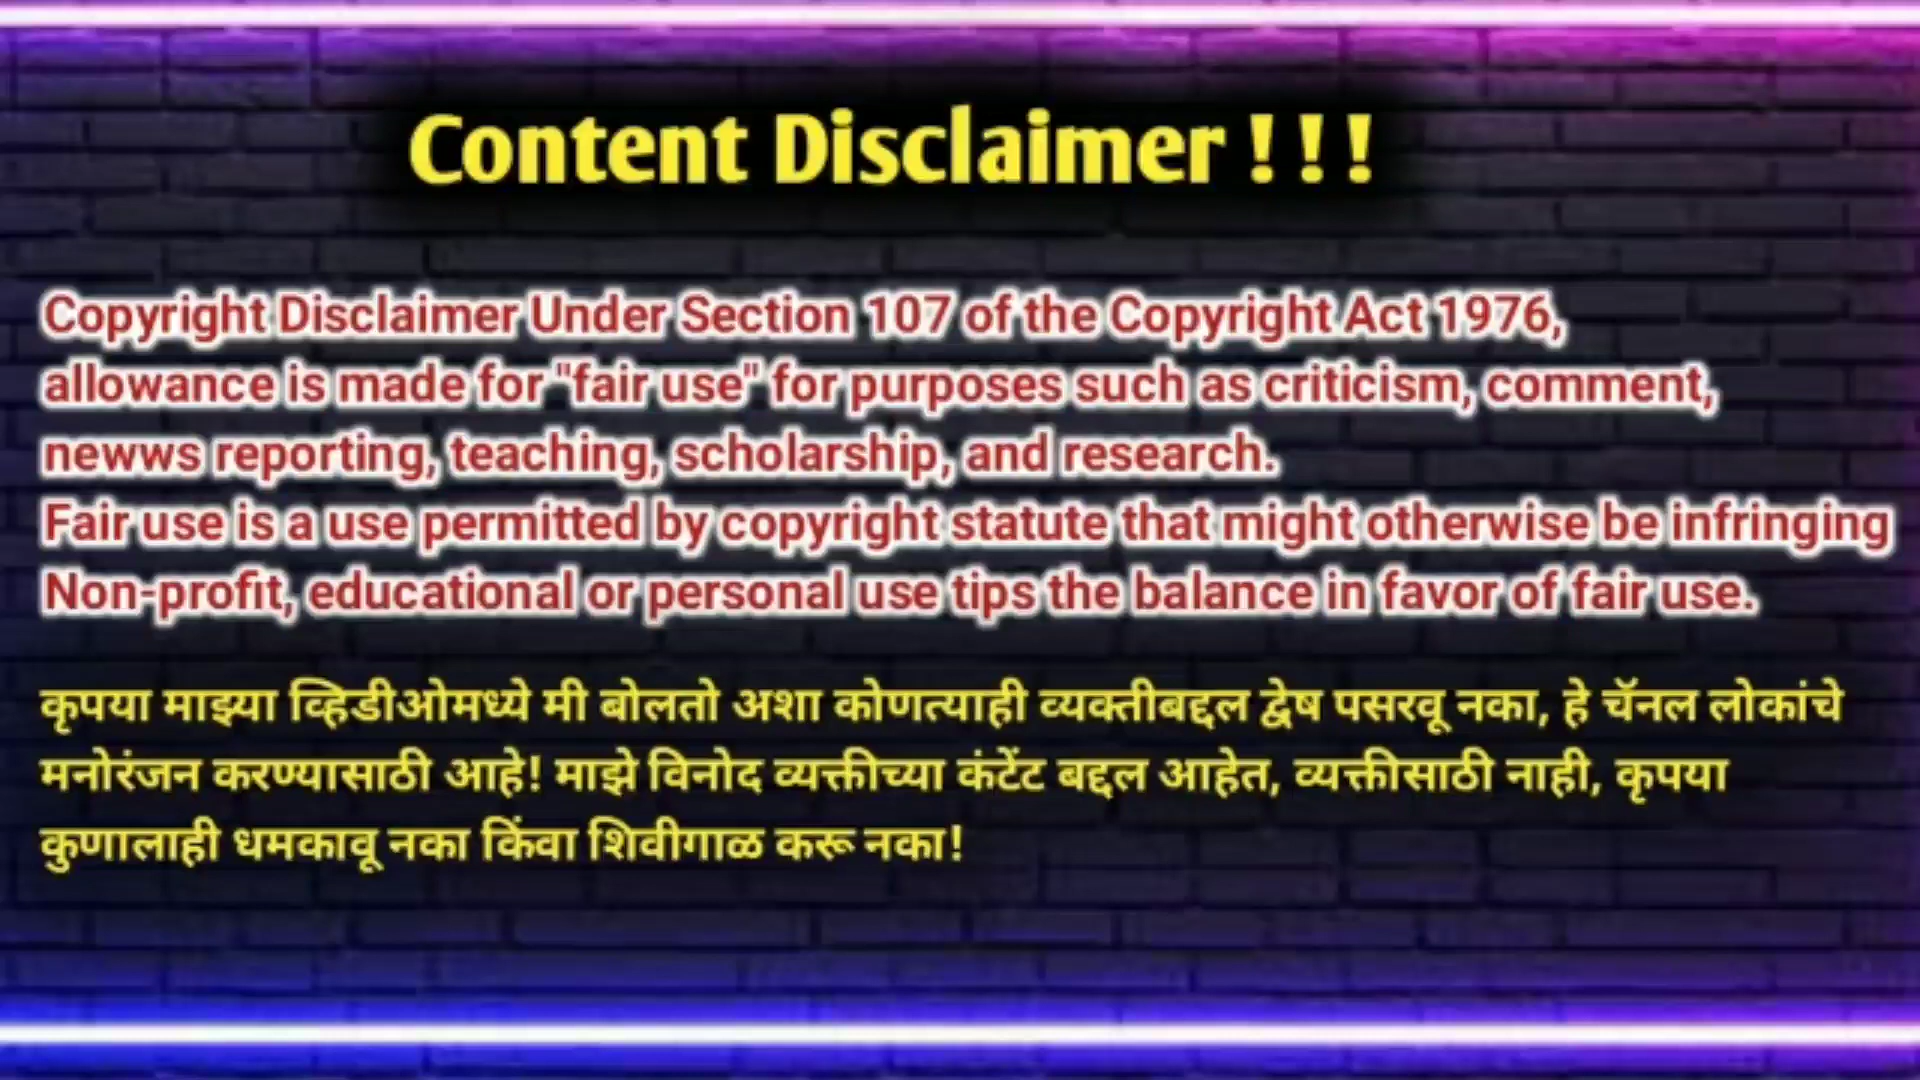 Content Disclaimer ! ! !
Copyright Disclaimer Under Section 107 of the Copyright Act 1976,
allowance is made for "fair use" for purposes such as criticism, comment,
newws reporting, teaching, scholarship, and research.
Fair use is a use permitted by copyright statute that might otherwise be infringing
Non-profit, educational or personal use tips the balance in favor of fair use.
कृपया माझ्या व्हिडीओमध्ये मी बोलतो अशा कोणत्याही व्यक्तीबद्दल द्वेष पसरवू नका, हे चॅनल लोकांचे
मनोरंजन करण्यासाठी आहे! माझे विनोद व्यक्तीच्या कंटेंट बद्दल आहेत, व्यक्तीसाठी नाही, कृपया
कुणालाही धमकावू नका किंवा शिवीगाळ करू नका!